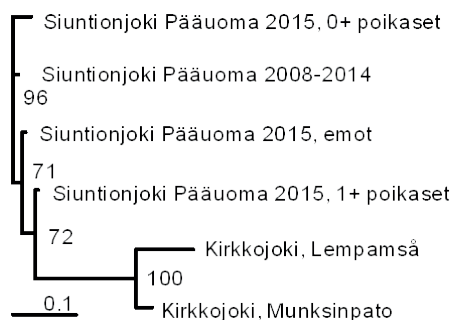 Siuntionjoki Pääuoma 2015, 0+ poikaset
Siuntionjoki Pääuoma 2008-2014
96
Siuntionjoki Pääuoma 2015, emot
71
Siuntionjoki Pääuoma 2015, 1+ poikaset
72
Kirkkojoki, Lempamså
100
Kirkkojoki, Munksinpato
0.1